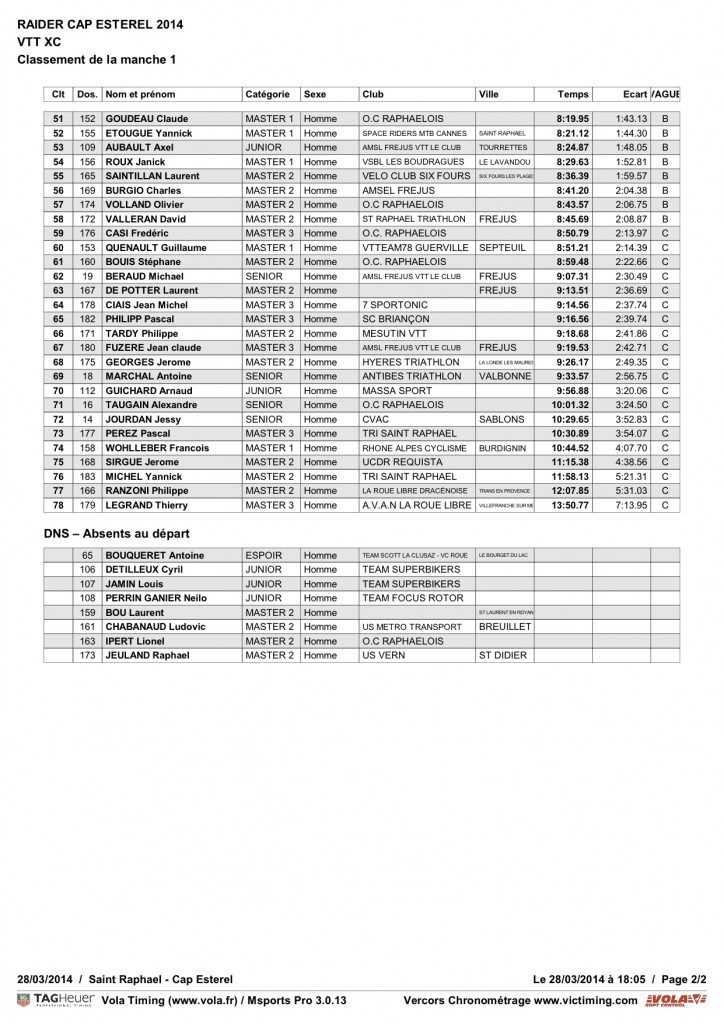 RAIDER CAP ESTEREL 2014
VTT XC
Classement de la manche 1
Clt Dos. Nom et prénom Catégorie Sexe Club Ville Temps Ecart VAGUE
51 152 GOUDEAU Claude MASTER 1 Homme O.C RAPHAELOIS 8:19.95 1:43.13 B
52 155 ETOUGUE Yannick MASTER 1 Homme SPACE RIDERS MTB CANNES SAINT RAPHAEL 8:21.12 1:44.30 B
53 109 AUBAULT Axel JUNIOR Homme AMSL FREJUS VTT LE CLUB TOURRETTES 8:24.87 1:48.05 B
54 156 ROUX Janick MASTER 1 Homme VSBL LES BOUDRAGUES LE LAVANDOU 8:29.63 1:52.81 B
55 165 SAINTILLAN Laurent MASTER 2 Homme VELO CLUB SIX FOURS SIX FOURS LES PLAGES 8:36.39 1:59.57 B
56 169 BURGIO Charles MASTER 2 Homme AMSEL FREJUS 8:41.20 2:04.38 B
57 174 VOLLAND Olivier MASTER 2 Homme O.C RAPHAELOIS 8:43.57 2:06.75 B
58 172 VALLERAN David MASTER 2 Homme ST RAPHAEL TRIATHLON FREJUS 8:45.69 2:08.87 B
59 176 CASI Fredéric MASTER 3 Homme O.C. RAPHAELOIS 8:50.79 2:13.97 C
60 153 QUENAULT Guillaume MASTER 1 Homme VTTEAM78 GUERVILLE SEPTEUIL 8:51.21 2:14.39 C
61 160 BOUIS Stéphane MASTER 2 Homme O.C. RAPHAELOIS 8:59.48 2:22.66 C
62 19 BERAUD Michael SENIOR Homme AMSL FREJUS VTT LE CLUB FREJUS 9:07.31 2:30.49 C
63 167 DE POTTER Laurent MASTER 2 Homme FREJUS 9:13.51 2:36.69 C
64 178 CIAIS Jean Michel MASTER 3 Homme 7 SPORTONIC 9:14.56 2:37.74 C
65 182 PHILIPP Pascal MASTER 3 Homme SC BRIANÇON 9:16.56 2:39.74 C
66 171 TARDY Philippe MASTER 2 Homme MESUTIN VTT 9:18.68 2:41.86 C
67 180 FUZERE Jean claude MASTER 3 Homme AMSL FREJUS VTT LE CLUB FREJUS 9:19.53 2:42.71 C
68 175 GEORGES Jerome MASTER 2 Homme HYERES TRIATHLON LA LONDE LES MAURES 9:26.17 2:49.35 C
69 18 MARCHAL Antoine SENIOR Homme ANTIBES TRIATHLON VALBONNE 9:33.57 2:56.75 C
70 112 GUICHARD Arnaud JUNIOR Homme MASSA SPORT 9:56.88 3:20.06 C
71 16 TAUGAIN Alexandre SENIOR Homme O.C RAPHAELOIS 10:01.32 3:24.50 C
72 14 JOURDAN Jessy SENIOR Homme CVAC SABLONS 10:29.65 3:52.83 C
73 177 PEREZ Pascal MASTER 3 Homme TRI SAINT RAPHAEL 10:30.89 3:54.07 C
74 158 WOHLLEBER Francois MASTER 1 Homme RHONE ALPES CYCLISME BURDIGNIN 10:44.52 4:07.70 C
75 168 SIRGUE Jerome MASTER 2 Homme UCDR REQUISTA 11:15.38 4:38.56 C
76 183 MICHEL Yannick MASTER 2 Homme TRI SAINT RAPHAEL 11:58.13 5:21.31 C
77 166 RANZONI Philippe MASTER 2 Homme LA ROUE LIBRE DRACÉNOISE TRANS EN PROVENCE 12:07.85 5:31.03 C
78 179 LEGRAND Thierry MASTER 3 Homme A.V.A.N LA ROUE LIBRE VILLEFRANCHE SUR ME 13:50.77 7:13.95 C
DNS – Absents au départ
65 BOUQUERET Antoine ESPOIR Homme TEAM SCOTT LA CLUSAZ - VC ROUE LE BOURGET DU LAC
106 DETILLEUX Cyril JUNIOR Homme TEAM SUPERBIKERS
107 JAMIN Louis JUNIOR Homme TEAM SUPERBIKERS
108 PERRIN GANIER Neilo JUNIOR Homme TEAM FOCUS ROTOR
159 BOU Laurent MASTER 2 Homme ST LAURENT EN ROYAN
161 CHABANAUD Ludovic MASTER 2 Homme US METRO TRANSPORT BREUILLET
163 IPERT Lionel MASTER 2 Homme O.C RAPHAELOIS
173 JEULAND Raphael MASTER 2 Homme US VERN ST DIDIER
28/03/2014 / Saint Raphael - Cap Esterel Le 28/03/2014 à 18:05 / Page 2/2
TAGHeuer PROFESSIONAL TIMING Vola Timing (www.vola.fr) / Msports Pro 3.0.13 Vercors Chronométrage www.victiming.com VOLA SOFT CONTROL